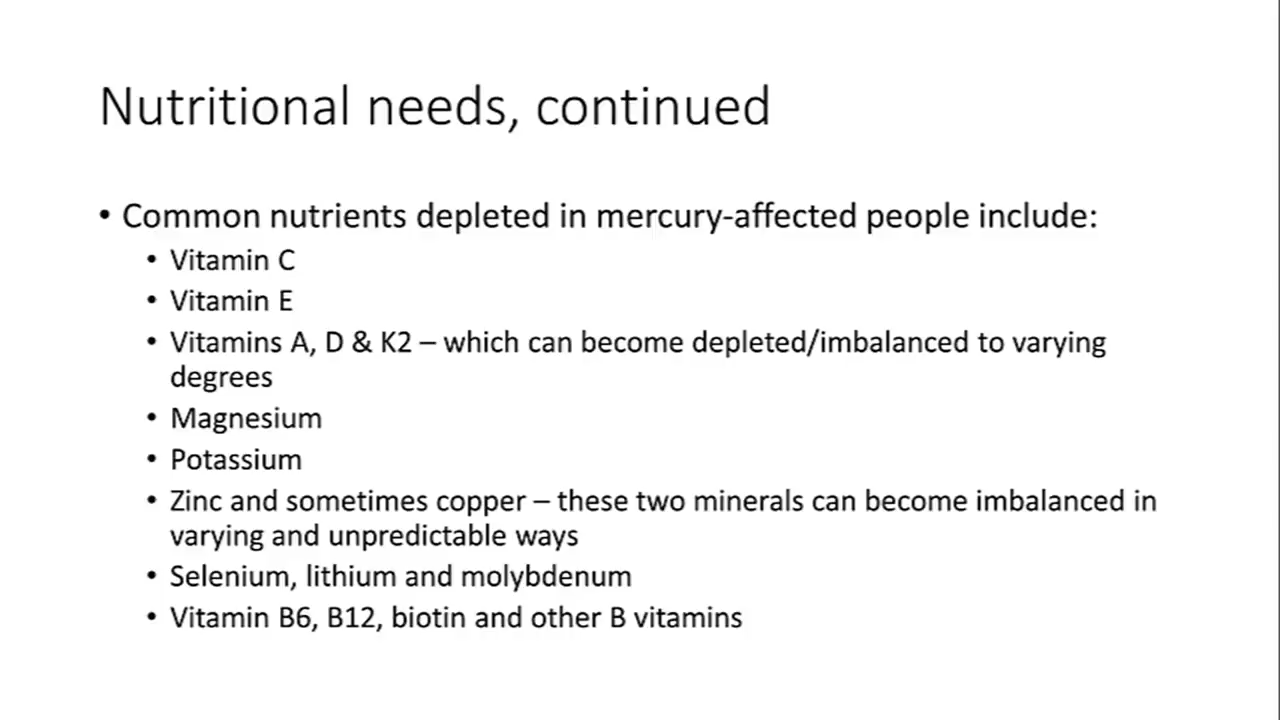 Nutritional needs, continued
• Common nutrients depleted in mercury-affected people include:
• Vitamin C
• Vitamin E
• Vitamins A, D & K2 – which can become depleted/imbalanced to varying
degrees
• Magnesium
• Potassium
• Zinc and sometimes copper – these two minerals can become imbalanced in
varying and unpredictable ways
• Selenium, lithium and molybdenum
• Vitamin B6, B12, biotin and other B vitamins